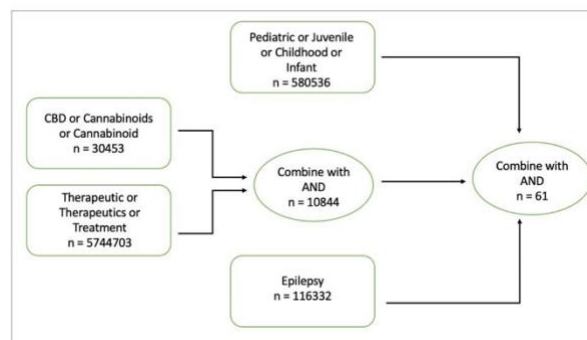 Pediatric or Juvenile
or Childhood or
Infant
n = 580536
CBD or Cannabinoids
or Cannabinoid
n = 30453
Therapeutic or
Therapeutics or
Treatment
n = 5744703
Combine with
AND
n = 10844
Combine with
AND
n = 61
Epilepsy
n = 116332